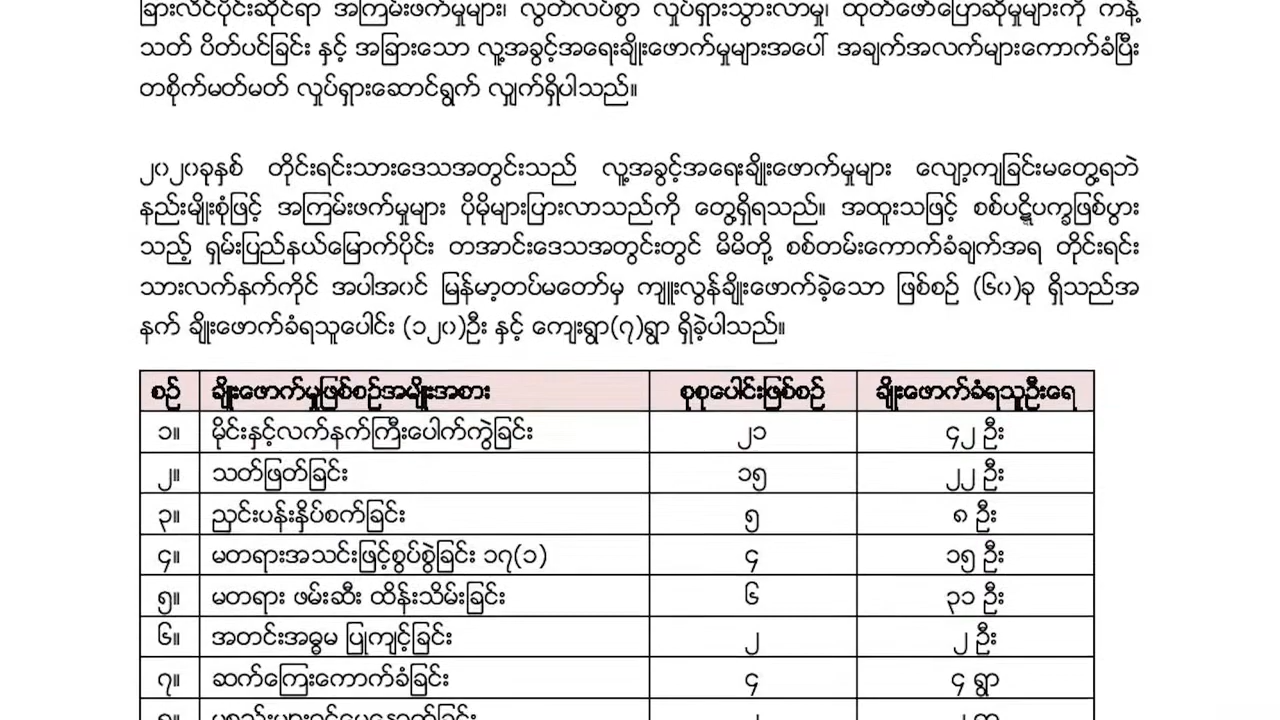 ခြားလိင်ပိုင်းဆိုင်ရာ အကြမ်းဖက်မှုများ၊ လွတ်လပ်စွာ လှုပ်ရှားသွားလာမှု၊ ထုတ်ဖော်ပြောဆိုမှုများကို ကန့်
သတ် ပိတ်ပင်ခြင်း နှင့် အခြားသော လူ့အခွင့်အရေးချိုးဖောက်မှုများအပေါ် အချက်အလက်များကောက်ခံပြီး
တစိုက်မတ်မတ် လှုပ်ရှားဆောင်ရွက် လျှက်ရှိပါသည်။
၂၀၂၀ခုနှစ် တိုင်းရင်းသားဒေသအတွင်းသည် လူ့အခွင့်အရေးချိုးဖောက်မှုများ လျော့ကျခြင်းမတွေ့ရဘဲ
နည်းမျိုးစုံဖြင့် အကြမ်းဖက်မှုများ ပိုမိုများပြားလာသည်ကို တွေ့ရှိရသည်။ အထူးသဖြင့် စစ်ပဋိပက္ခဖြစ်ပွား
သည့် ရှမ်းပြည်နယ်မြောက်ပိုင်း တအာင်းဒေသအတွင်းတွင် မိမိတို့ စစ်တမ်းကောက်ခံချက်အရ တိုင်းရင်း
သားလက်နက်ကိုင် အပါအဝင် မြန်မာ့တပ်မတော်မှ ကျူးလွန်ချိုးဖောက်ခဲ့သော ဖြစ်စဉ် (၆၀)ခု ရှိသည်အ
နက် ချိုးဖောက်ခံရသူပေါင်း (၁၂၀)ဦး နှင့် ကျေးရွာ(၇)ရွာ ရှိခဲ့ပါသည်။
စဉ် ချိုးဖောက်မှုဖြစ်စဉ်အမျိုးအစား စုစုပေါင်းဖြစ်စဉ် ချိုးဖောက်ခံရသူဦးရေ
၁။ မိုင်းနှင့်လက်နက်ကြီးပေါက်ကွဲခြင်း ၂၁ ၄၂ ဦး
၂။ သတ်ဖြတ်ခြင်း ၁၅ ၂၂ ဦး
၃။ ညှင်းပန်းနှိပ်စက်ခြင်း ၅ ၈ ဦး
၄။ မတရားအသင်းဖြင့်စွပ်စွဲခြင်း ၁၇(၁) ၄ ၁၅ ဦး
၅။ မတရား ဖမ်းဆီး ထိန်းသိမ်းခြင်း ၆ ၃၁ ဦး
၆။ အတင်းအဓ္ဓမ ပြုကျင့်ခြင်း ၂ ၂ ဦး
၇။ ဆက်ကြေးကောက်ခံခြင်း ၄ ၄ ရွာ